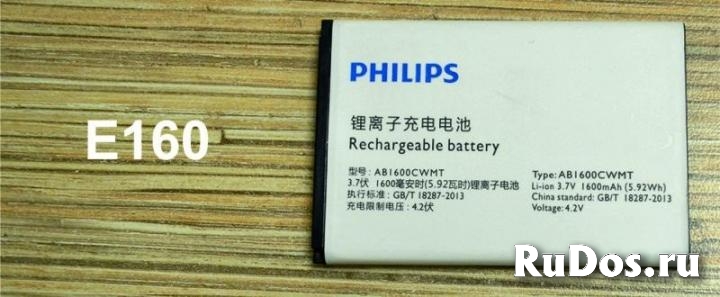 E160
PHILIPS
锂离子充电电池
Rechargeable battery
型号: AB1600CWMT
3.7伏 1600毫安时(5.92瓦时)锂离子电池
执行标准: GB/T 18287-2013
充电限制电压: 4.2伏
Type: AB1600CWMT
Li-ion 3.7V 1600mAh (5.92Wh)
China standard: GB/T 18287-2013
Voltage: 4.2V
RuDos.ru